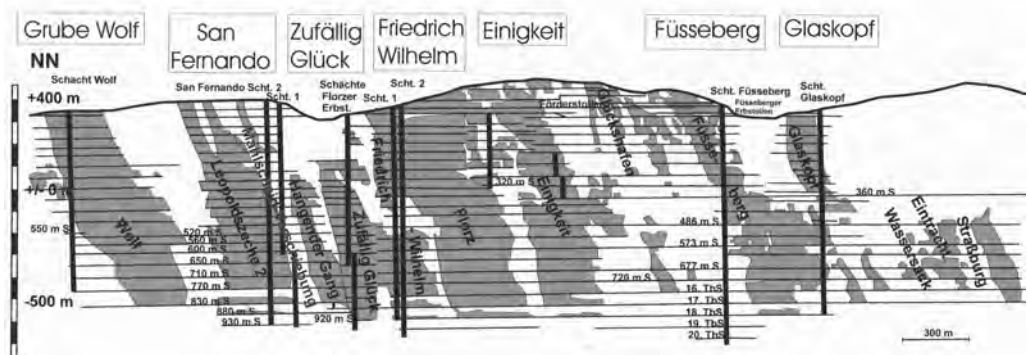 Grube Wolf
San
Fernando
Zufällig
Glück
Friedrich
Wilhelm
Einigkeit
Füsseberg
Glaskopf
NN
Schacht Wolf
San Fernando Scht. 2
Scht. 1
Schächte
Florzer
Erbst.
Scht. 1
Scht. 2
Förderstollen
Scht. Füsseberg
Füsseberger
Erbstollen
Scht.
Glaskopf
+400 m
+/- 0 m
-500 m
550 m S
Wolf
Leopoldszeche ?
520 m S
560 m S
600 m S
650 m S
710 m S
770 m S
830 m S
880 m S
930 m S
Hangender Gang-
920 m S
Zufällig Glück
Friedrich
Wilhelm
Florz
320 m S
Einigkeit
Glückshafen
720 m S
Füsse-
berg
486 m S
573 m S
677 m S
16. ThS
17. ThS
18. ThS
19. ThS
20. ThS
Glaskopf
360 m S
Wassersack
Eintracht
Straßburg
300 m